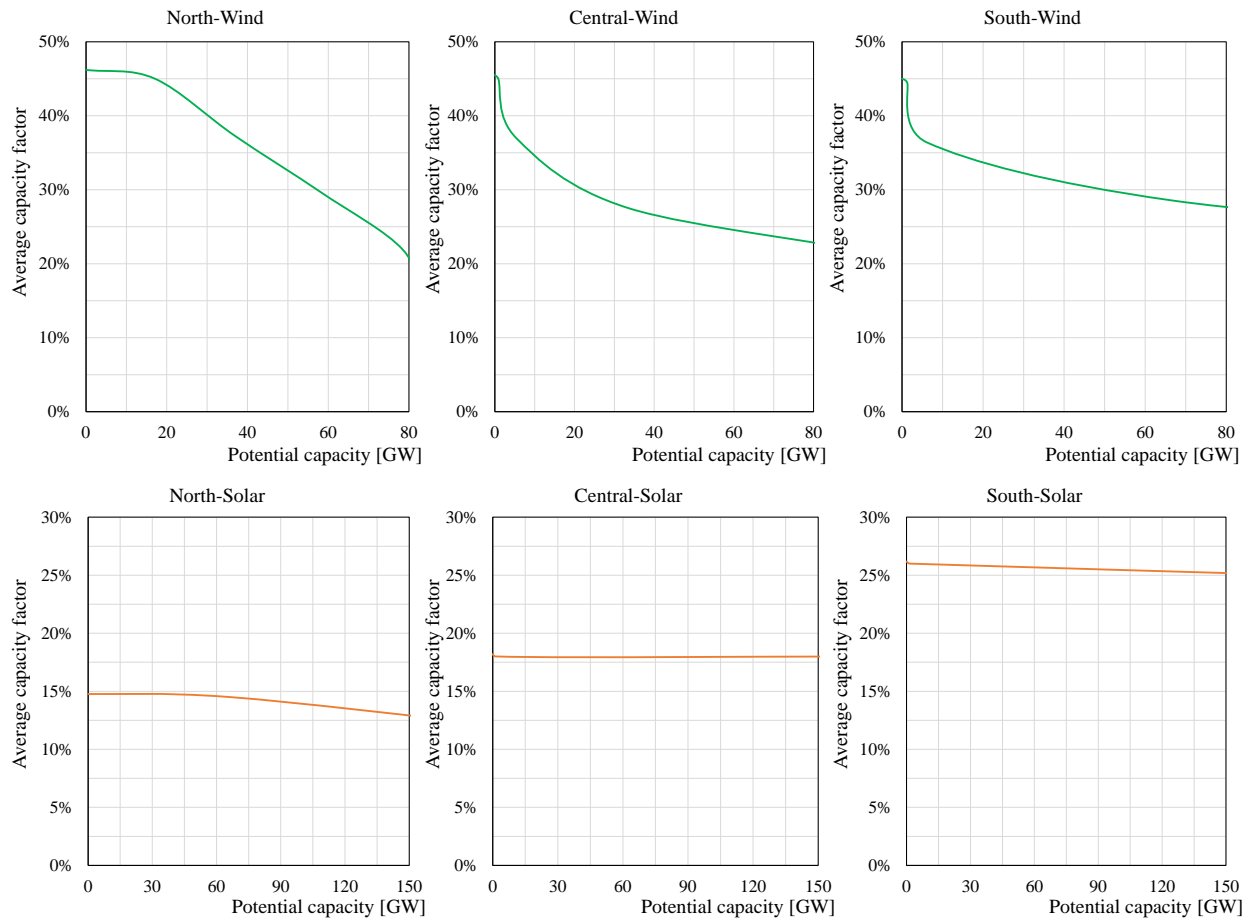 North-Wind
Average capacity factor
50%
40%
30%
20%
10%
0%
0 20 40 60 80
Potential capacity [GW]
Central-Wind
Average capacity factor
50%
40%
30%
20%
10%
0%
0 20 40 60 80
Potential capacity [GW]
South-Wind
Average capacity factor
50%
40%
30%
20%
10%
0%
0 20 40 60 80
Potential capacity [GW]
North-Solar
Average capacity factor
30%
25%
20%
15%
10%
5%
0%
0 30 60 90 120 150
Potential capacity [GW]
Central-Solar
Average capacity factor
30%
25%
20%
15%
10%
5%
0%
0 30 60 90 120 150
Potential capacity [GW]
South-Solar
Average capacity factor
30%
25%
20%
15%
10%
5%
0%
0 30 60 90 120 150
Potential capacity [GW]